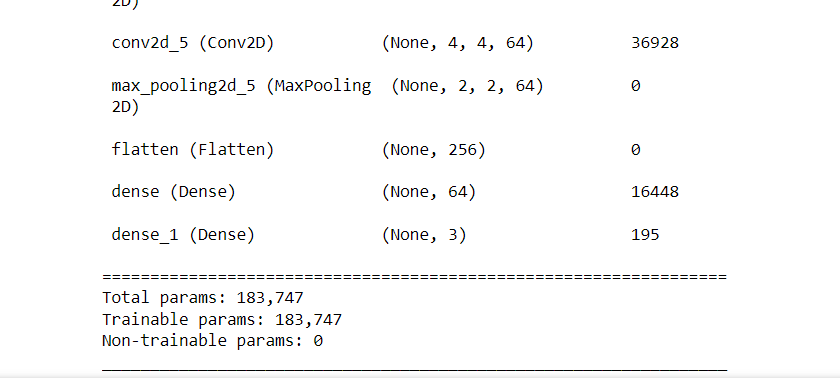 2D)
conv2d_5 (Conv2D) (None, 4, 4, 64) 36928
max_pooling2d_5 (MaxPooling (None, 2, 2, 64) 0
2D)
flatten (Flatten) (None, 256) 0
dense (Dense) (None, 64) 16448
dense_1 (Dense) (None, 3) 195
=================================================================
Total params: 183,747
Trainable params: 183,747
Non-trainable params: 0
_________________________________________________________________